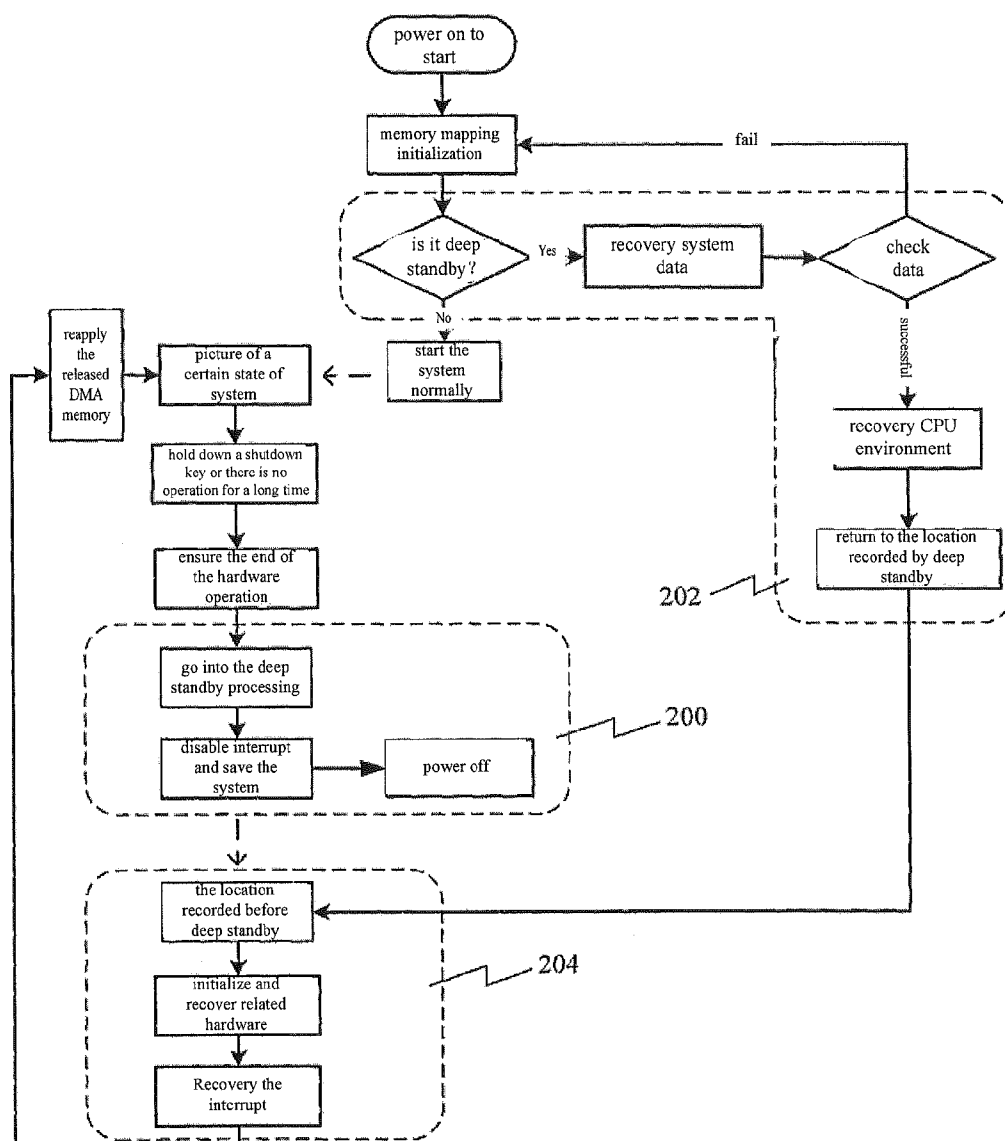 power on to
start
memory mapping
initialization
fail
is it deep
standby?
Yes
recovery system
data
check
data
No
successful
reapply
the
released
DMA
memory
picture of a
certain state of
system
start the
system
normally
hold down a shutdown
key or there is no
operation for a long time
recovery CPU
environment
ensure the end of
the hardware
operation
return to the location
recorded by deep
standby
202
go into the deep
standby processing
200
disable interrupt
and save the
system
power off
the location
recorded before
deep standby
204
initialize and
recover related
hardware
Recovery the
interrupt